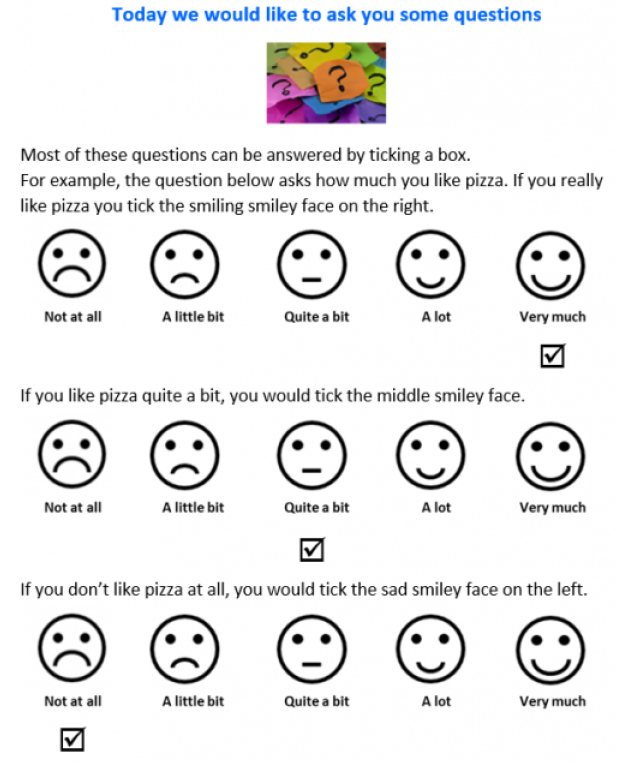 Today we would like to ask you some questions
? ? ?
Most of these questions can be answered by ticking a box.
For example, the question below asks how much you like pizza. If you really
like pizza you tick the smiling smiley face on the right.
Not at all A little bit Quite a bit A lot Very much
If you like pizza quite a bit, you would tick the middle smiley face.
Not at all A little bit Quite a bit A lot Very much
If you don’t like pizza at all, you would tick the sad smiley face on the left.
Not at all A little bit Quite a bit A lot Very much